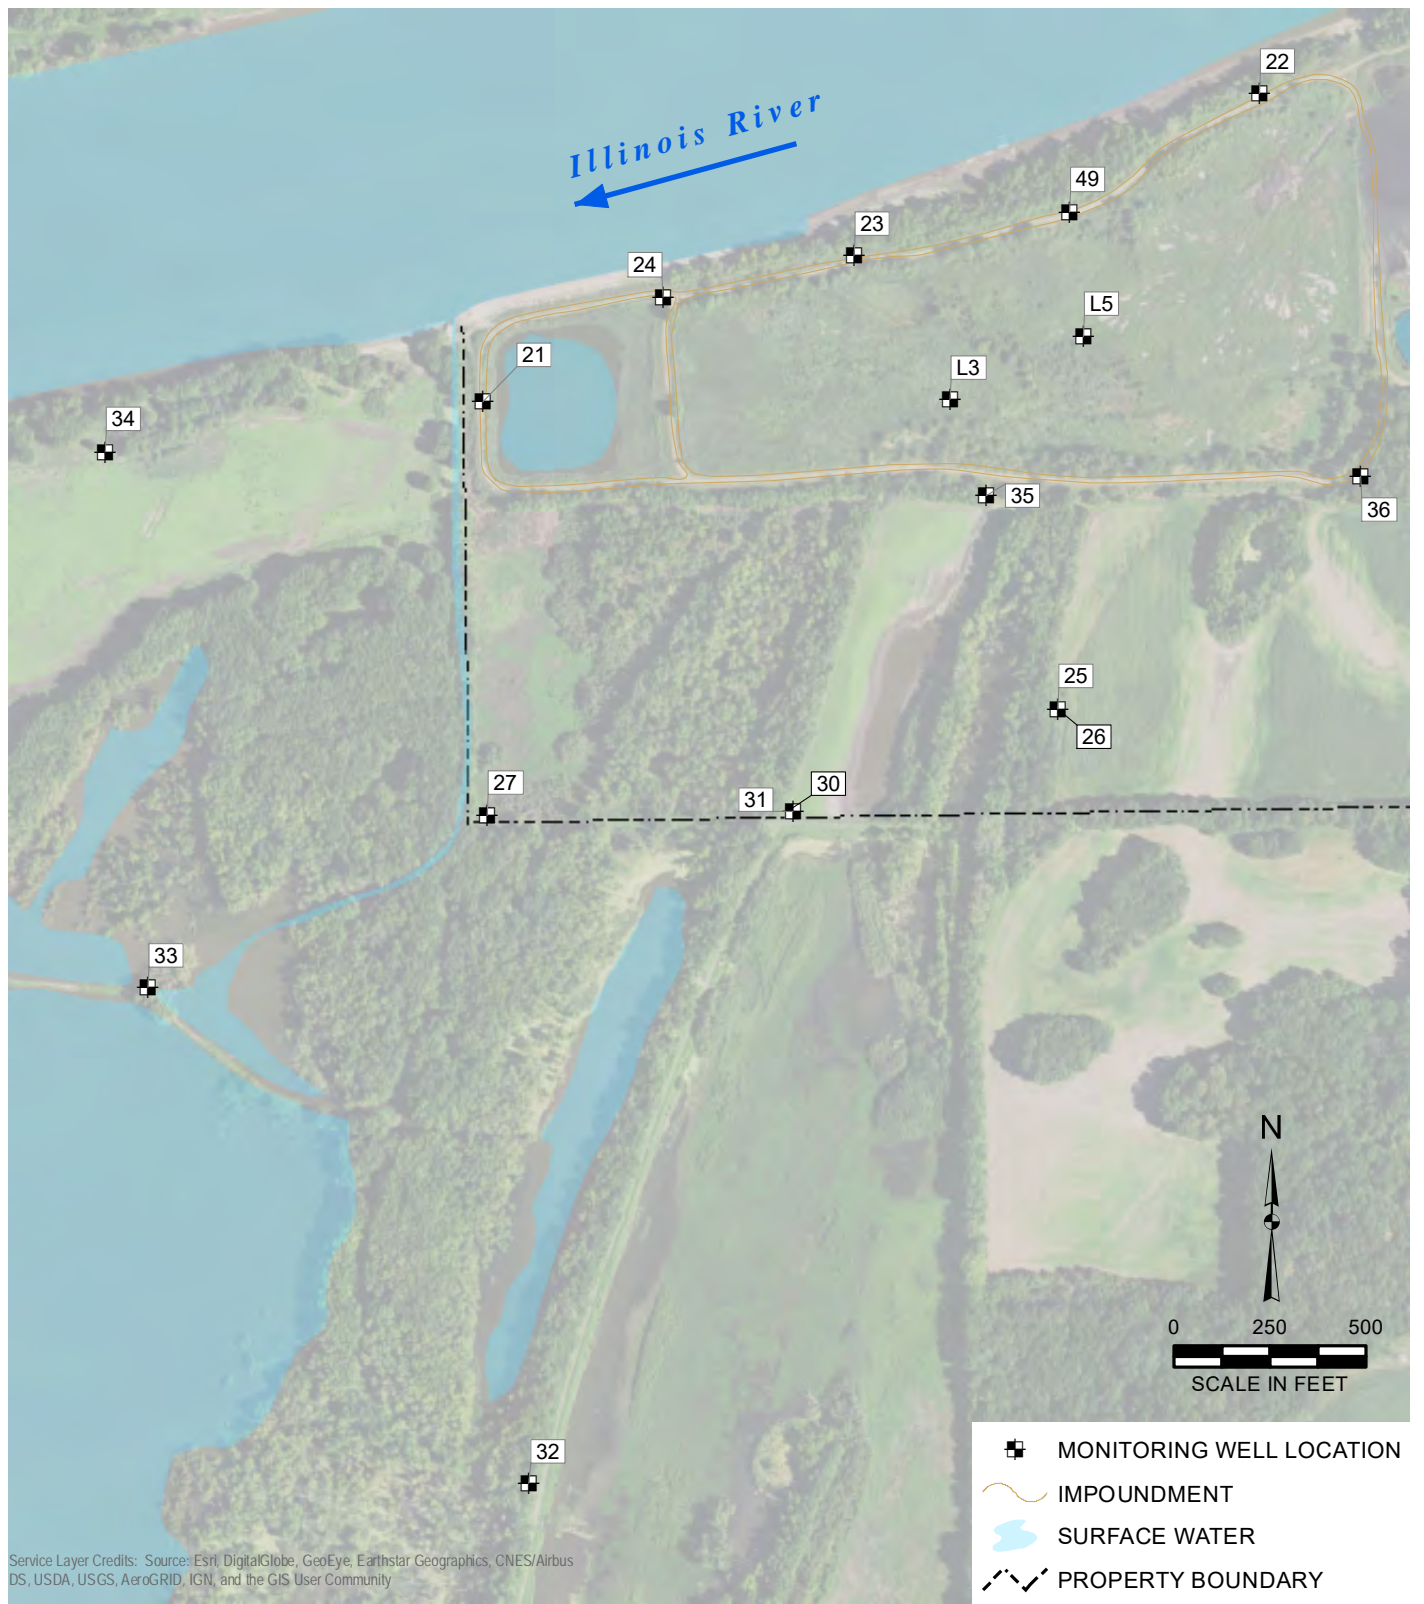 22
Illinois River
49
23
24
L5
21
L3
34
35
36
25
26
27
31
30
33
N
0 250 500
SCALE IN FEET
32
MONITORING WELL LOCATION
IMPOUNDMENT
SURFACE WATER
PROPERTY BOUNDARY
Service Layer Credits: Source: Esri, DigitalGlobe, GeoEye, Earthstar Geographics, CNES/Airbus
DS, USDA, USGS, AeroGRID, IGN, and the GIS User Community